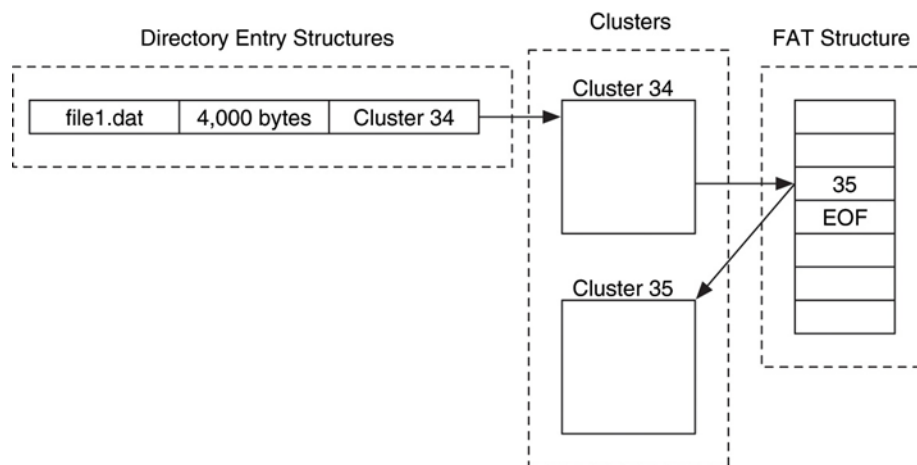 Directory Entry Structures
Clusters
FAT Structure
file1.dat
4,000 bytes
Cluster 34
Cluster 34
35
EOF
Cluster 35